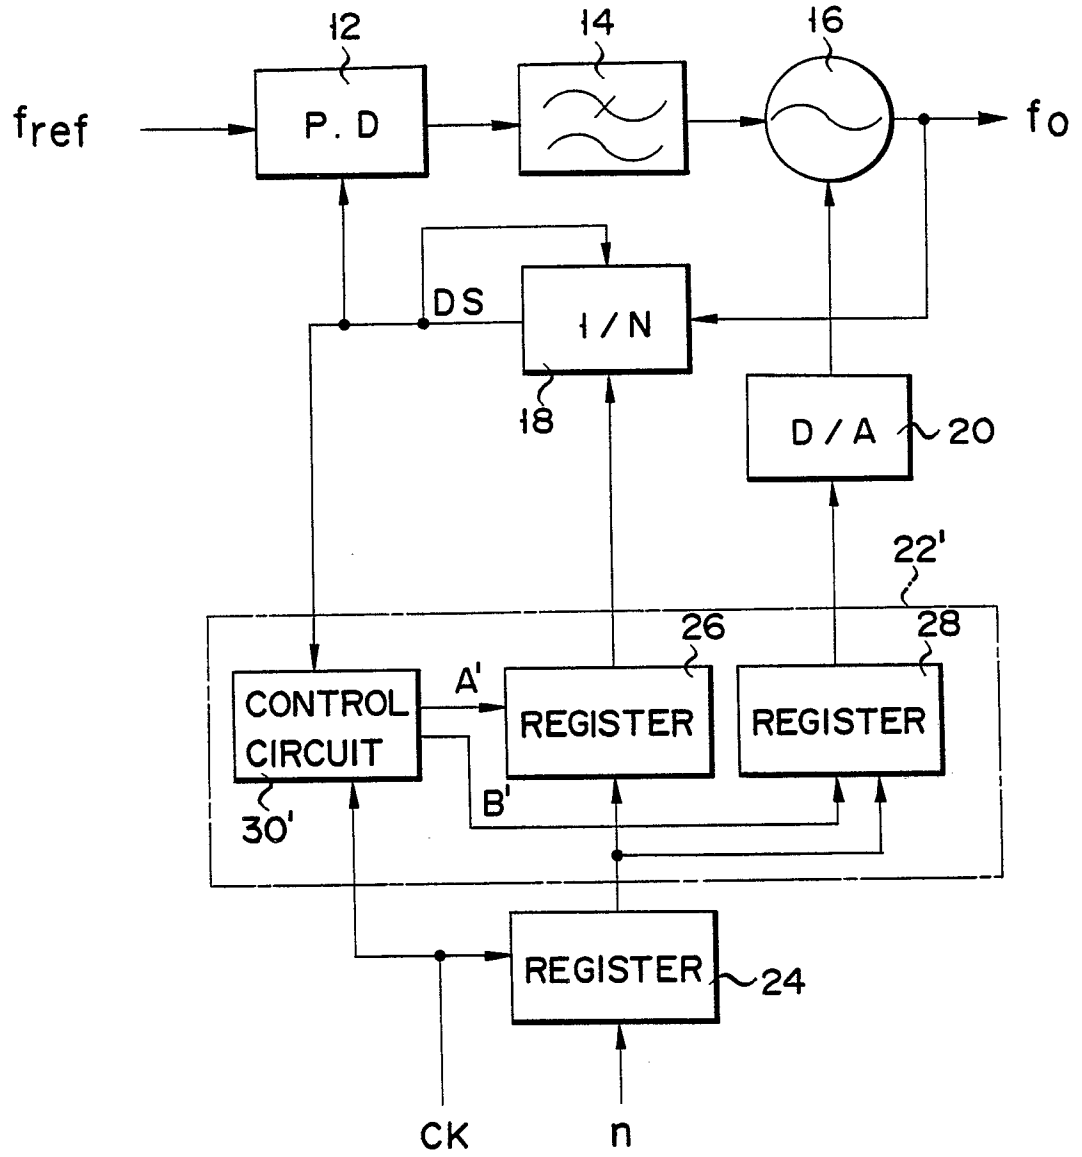 12
14
16
fref
P.D
fo
DS
1/N
18
D/A
20
22'
26
28
CONTROL
CIRCUIT
A'
REGISTER
REGISTER
B'
30'
REGISTER
24
CK
n